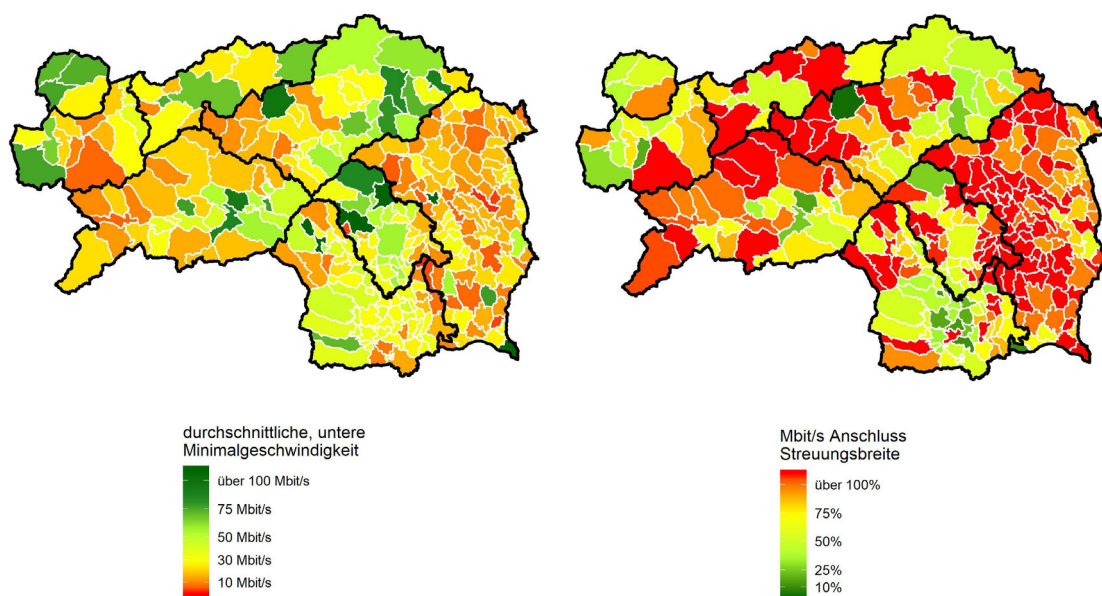 durchschnittliche, untere
Minimalgeschwindigkeit
über 100 Mbit/s
75 Mbit/s
50 Mbit/s
30 Mbit/s
10 Mbit/s
Mbit/s Anschluss
Streuungsbreite
über 100%
75%
50%
25%
10%